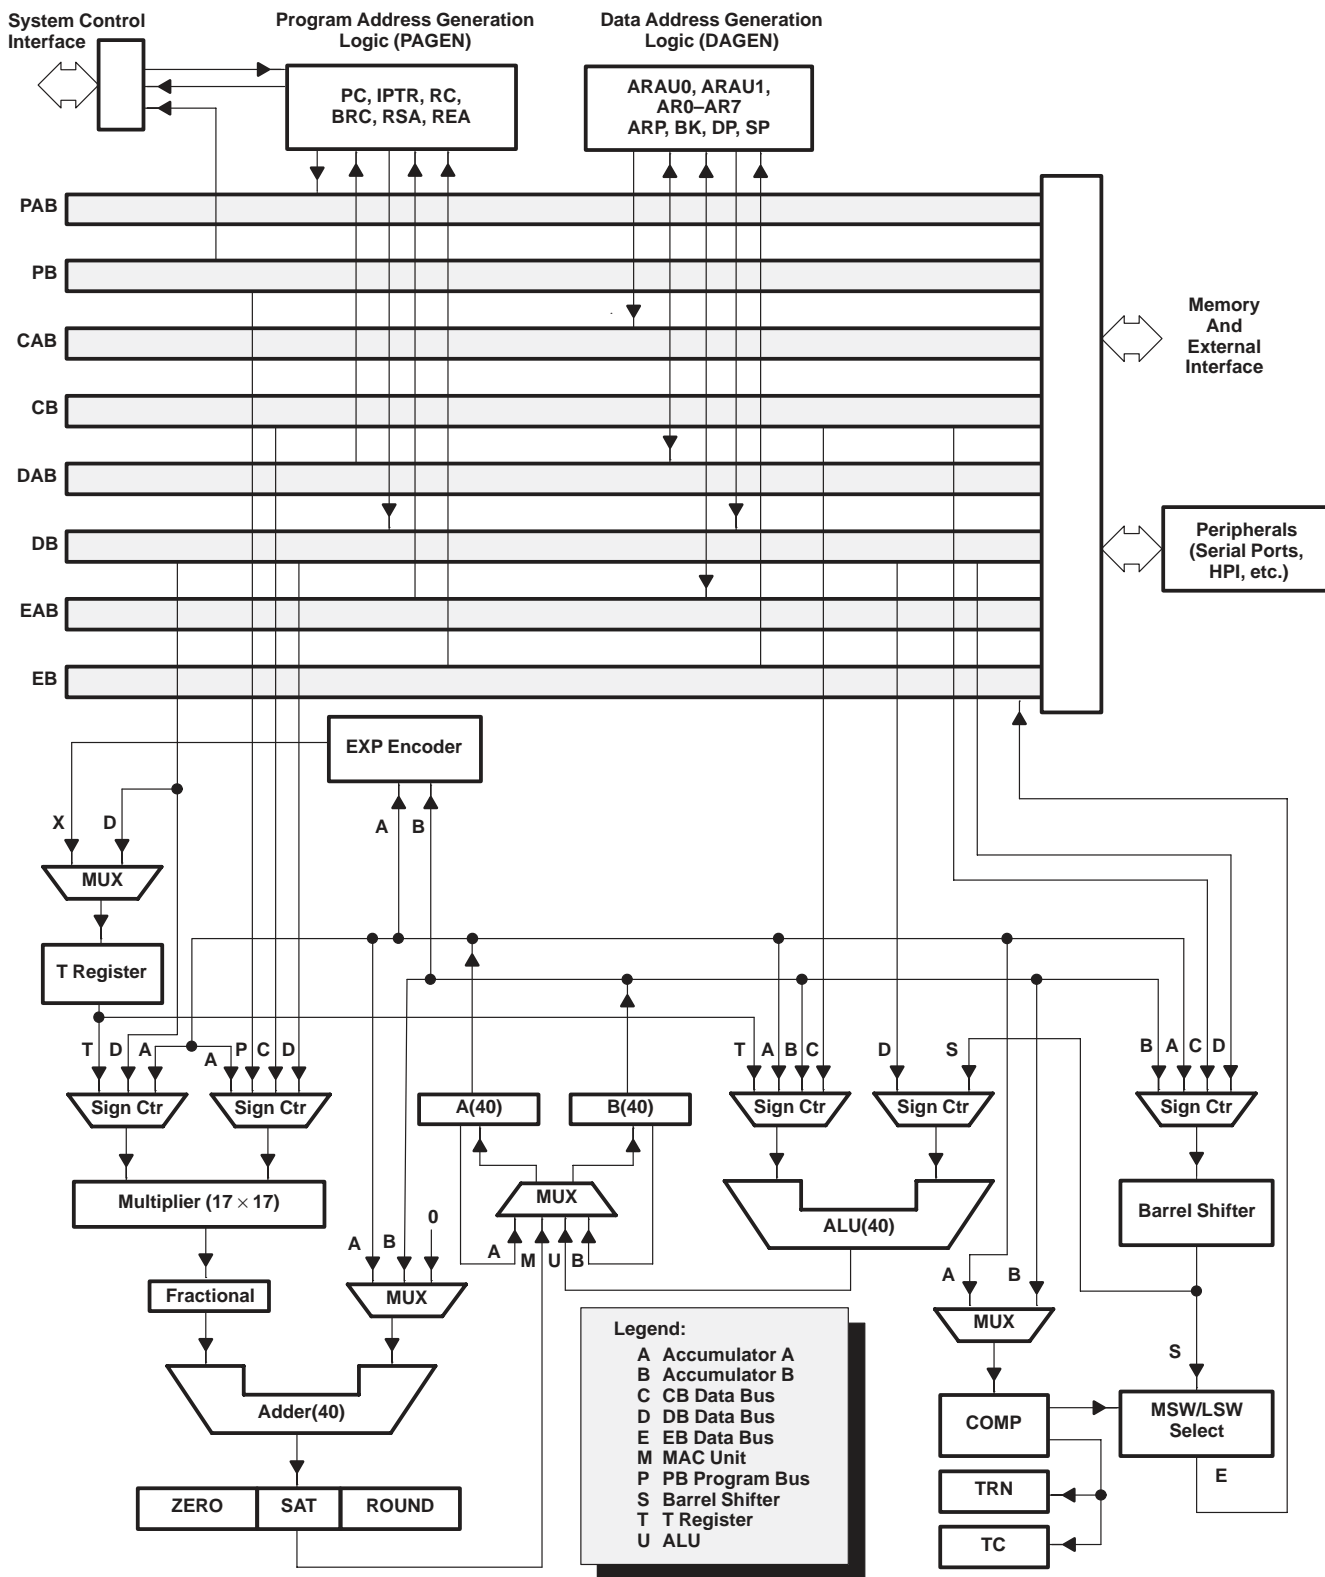 System Control
Interface
Program Address Generation
Logic (PAGEN)
Data Address Generation
Logic (DAGEN)
PC, IPTR, RC,
BRC, RSA, REA
ARAU0, ARAU1,
AR0–AR7
ARP, BK, DP, SP
PAB
PB
CAB
CB
DAB
DB
EAB
EB
Memory
And
External
Interface
Peripherals
(Serial Ports,
HPI, etc.)
EXP Encoder
X D
A B
MUX
T Register
T D A A P C D
T A B C D S
B A C D
Sign Ctr
Sign Ctr
A(40)
B(40)
Sign Ctr
Sign Ctr
Sign Ctr
Multiplier (17 × 17)
MUX
ALU(40)
Barrel Shifter
A B 0
A M U B
A B
Fractional
MUX
MUX
S
Adder(40)
COMP
MSW/LSW
Select
E
ZERO
SAT
ROUND
TRN
TC
Legend:
A Accumulator A
B Accumulator B
C CB Data Bus
D DB Data Bus
E EB Data Bus
M MAC Unit
P PB Program Bus
S Barrel Shifter
T T Register
U ALU